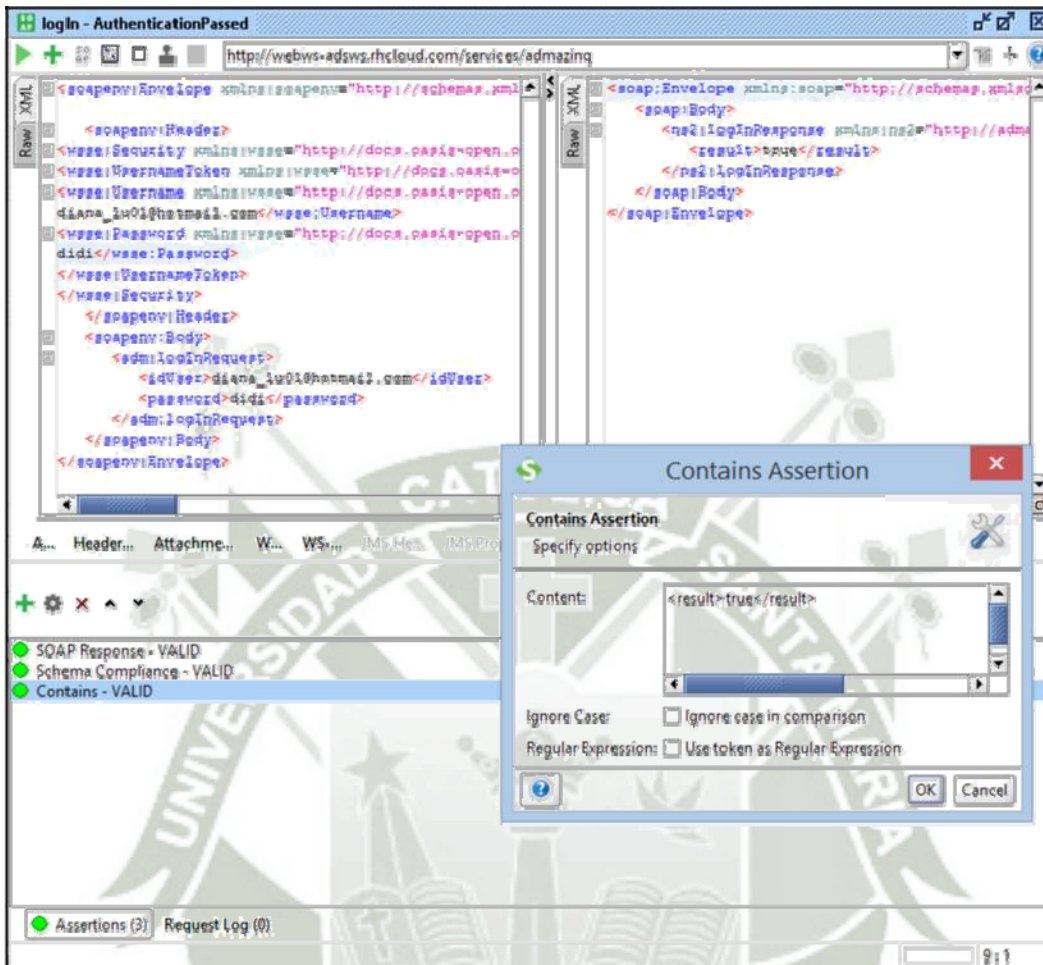 logIn - AuthenticationPassed
http://webws-adsws.rhcloud.com/services/admazing
XML
Raw
<soapenv:Envelope xmlns:soapenv="http://schemas.xml
<soapenv:Header>
<wsse:Security xmlns:wsse="http://docs.oasis-open.o
<wsse:UsernameToken xmlns:wsse="http://docs.oasis-o
<wsse:Username xmlns:wsse="http://docs.oasis-open.o
diana_lu01@hotmail.com</wsse:Username>
<wsse:Password xmlns:wsse="http://docs.oasis-open.o
didi</wsse:Password>
</wsse:UsernameToken>
</wsse:Security>
</soapenv:Header>
<soapenv:Body>
<adm:logInRequest>
<idUser>diana_lu01@hotmail.com</idUser>
<password>didi</password>
</adm:logInRequest>
</soapenv:Body>
</soapenv:Envelope>
XML
Raw
<soap:Envelope xmlns:soap="http://schemas.xmlso
<soap:Body>
<ns2:logInResponse xmlns:ns2="http://adma
<result>true</result>
</ns2:logInResponse>
</soap:Body>
</soap:Envelope>
A... Header... Attachme... W... WS-... JMS He... JMS Prop
SOAP Response - VALID
Schema Compliance - VALID
Contains - VALID
Contains Assertion
Contains Assertion
Specify options
Content: <result>true</result>
Ignore Case: Ignore case in comparison
Regular Expression: Use token as Regular Expression
OK Cancel
Assertions (3) Request Log (0)
9:1
UNIVERSIDAD CATÓLICA SANTA MARÍA